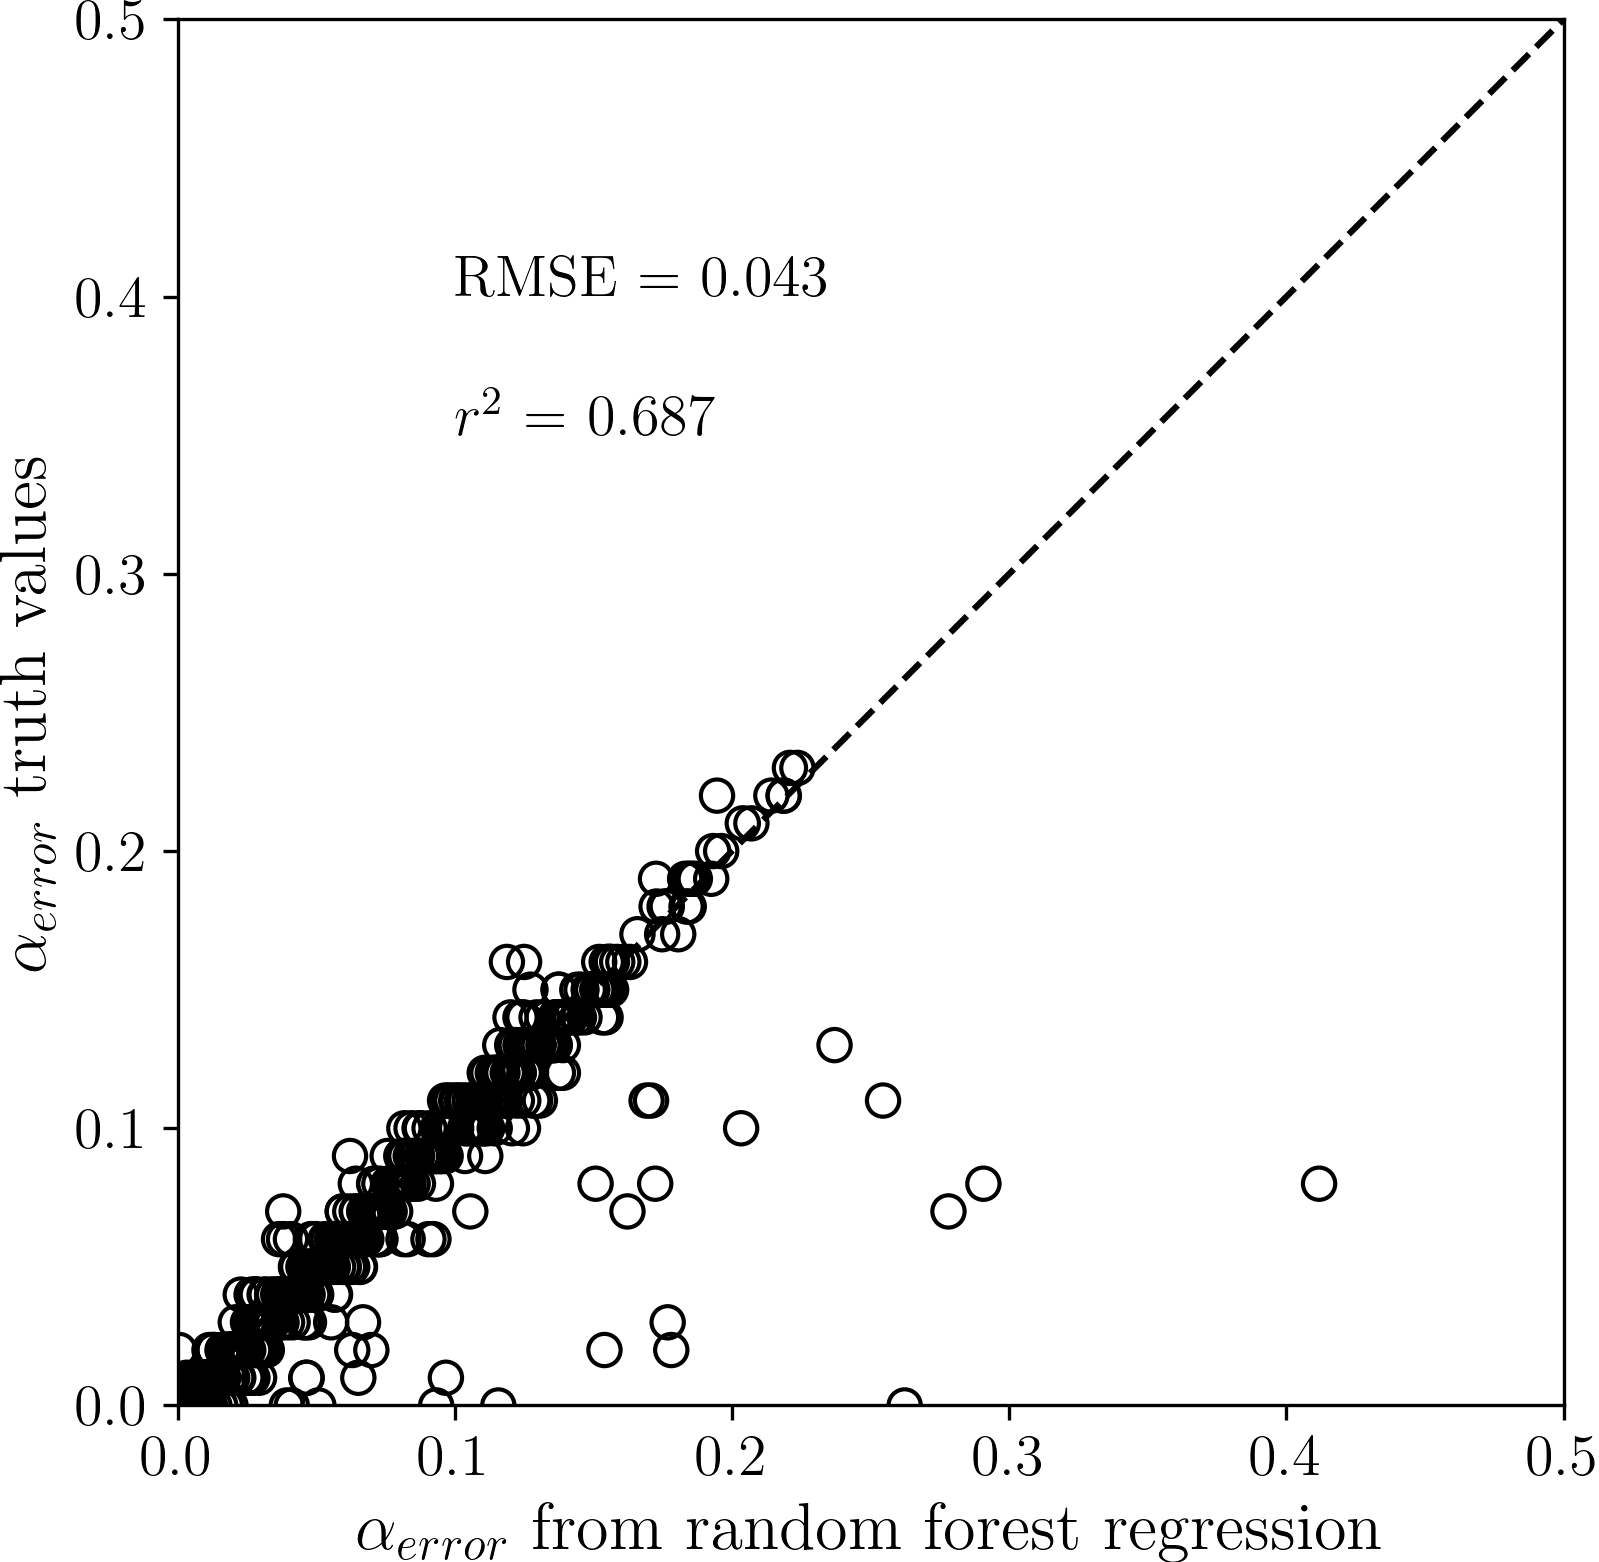 0.5
0.4
0.3
0.2
0.1
0.0
α_error truth values
RMSE = 0.043
r² = 0.687
0.0 0.1 0.2 0.3 0.4 0.5
α_error from random forest regression